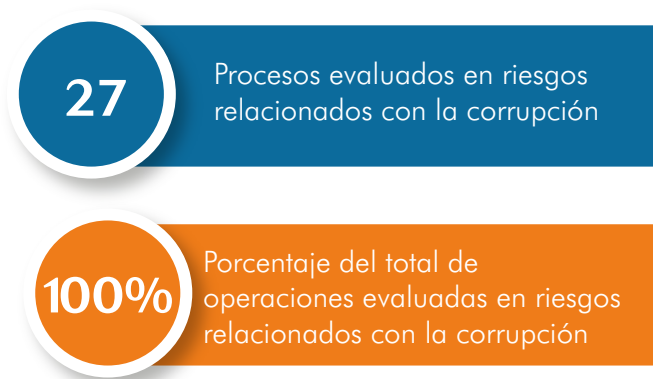 27
Procesos evaluados en riesgos
relacionados con la corrupción
100%
Porcentaje del total de
operaciones evaluadas en riesgos
relacionados con la corrupción